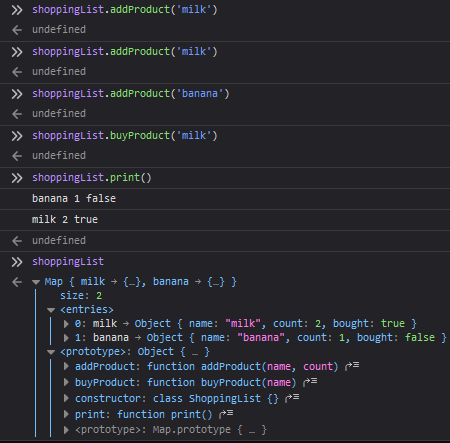 shoppingList.addProduct('milk')
undefined
shoppingList.addProduct('milk')
undefined
shoppingList.addProduct('banana')
undefined
shoppingList.buyProduct('milk')
undefined
shoppingList.print()
banana 1 false
milk 2 true
undefined
shoppingList
Map { milk → {…}, banana → {…} }
size: 2
<entries>
0: milk → Object { name: "milk", count: 2, bought: true }
1: banana → Object { name: "banana", count: 1, bought: false }
<prototype>: Object { … }
addProduct: function addProduct(name, count)
buyProduct: function buyProduct(name)
constructor: class ShoppingList {}
print: function print()
<prototype>: Map.prototype { … }